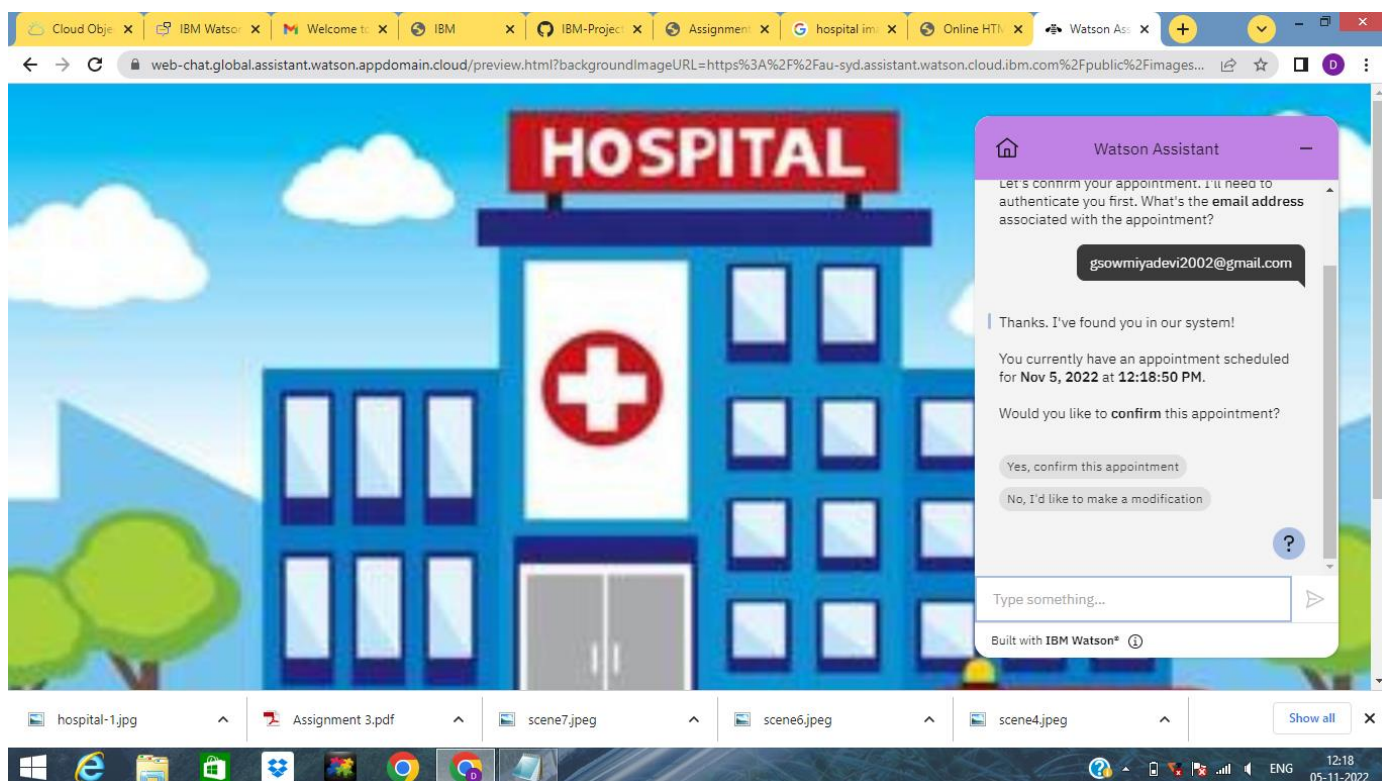 Cloud Obje
IBM Watsor
Welcome to
IBM
IBM-Project
Assignment
hospital im
Online HTM
Watson Ass
web-chat.global.assistant.watson.appdomain.cloud/preview.html?backgroundImageURL=https%3A%2F%2Fau-syd.assistant.watson.cloud.ibm.com%2Fpublic%2Fimages...
D
HOSPITAL
Watson Assistant
Let's confirm your appointment. I'll need to
authenticate you first. What's the email address
associated with the appointment?
gsowmiyadevi2002@gmail.com
Thanks. I've found you in our system!
You currently have an appointment scheduled
for Nov 5, 2022 at 12:18:50 PM.
Would you like to confirm this appointment?
Yes, confirm this appointment
No, I'd like to make a modification
?
Type something...
Built with IBM Watson®
hospital-1.jpg
Assignment 3.pdf
scene7.jpeg
scene6.jpeg
scene4.jpeg
Show all
ENG
12:18
05-11-2022